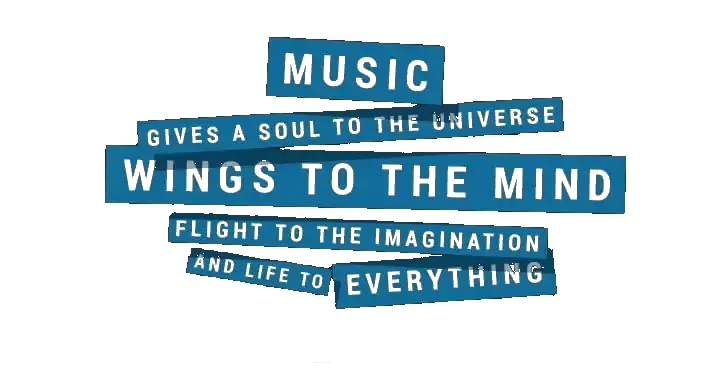 MUSIC
GIVES A SOUL TO THE UNIVERSE
WINGS TO THE MIND
FLIGHT TO THE IMAGINATION
AND LIFE TO EVERYTHING